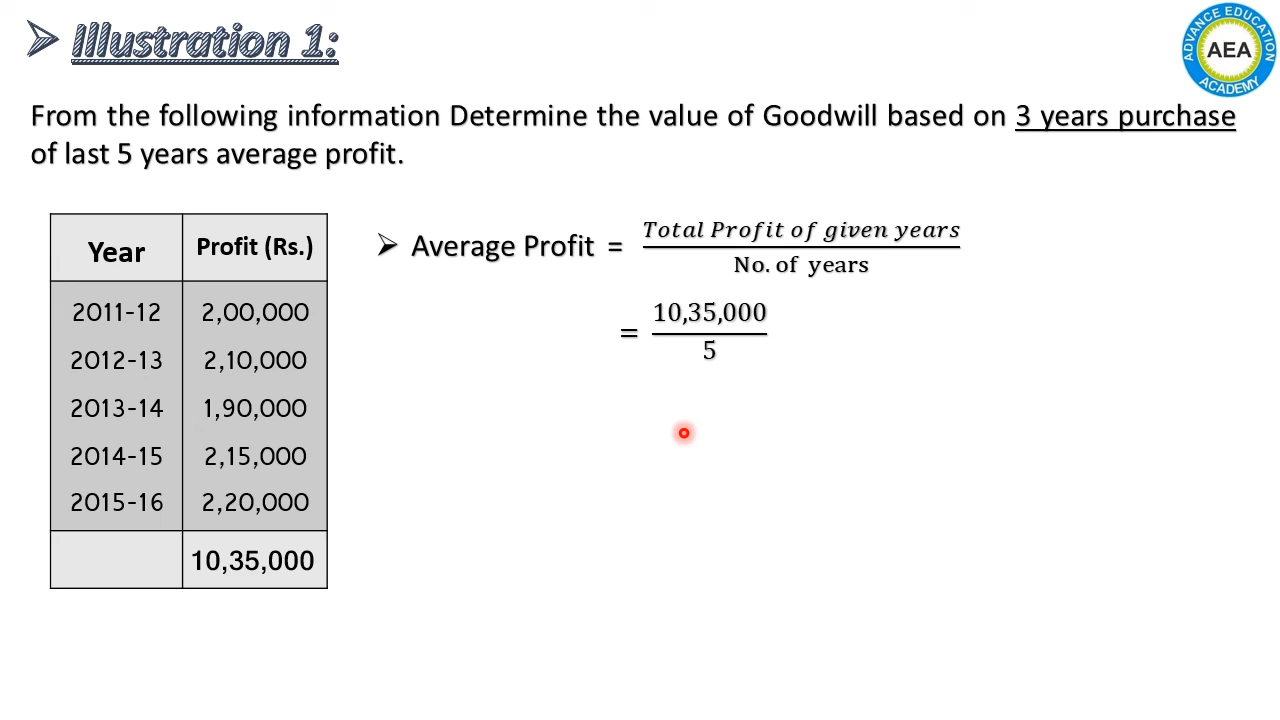 ➢ Illustration 1:
ADVANCE EDUCATION
AEA
ACADEMY
From the following information Determine the value of Goodwill based on 3 years purchase
of last 5 years average profit.
Year Profit (Rs.)
2011-12 2,00,000
2012-13 2,10,000
2013-14 1,90,000
2014-15 2,15,000
2015-16 2,20,000
10,35,000
➢ Average Profit = Total Profit of given years
No. of years
= 10,35,000
5